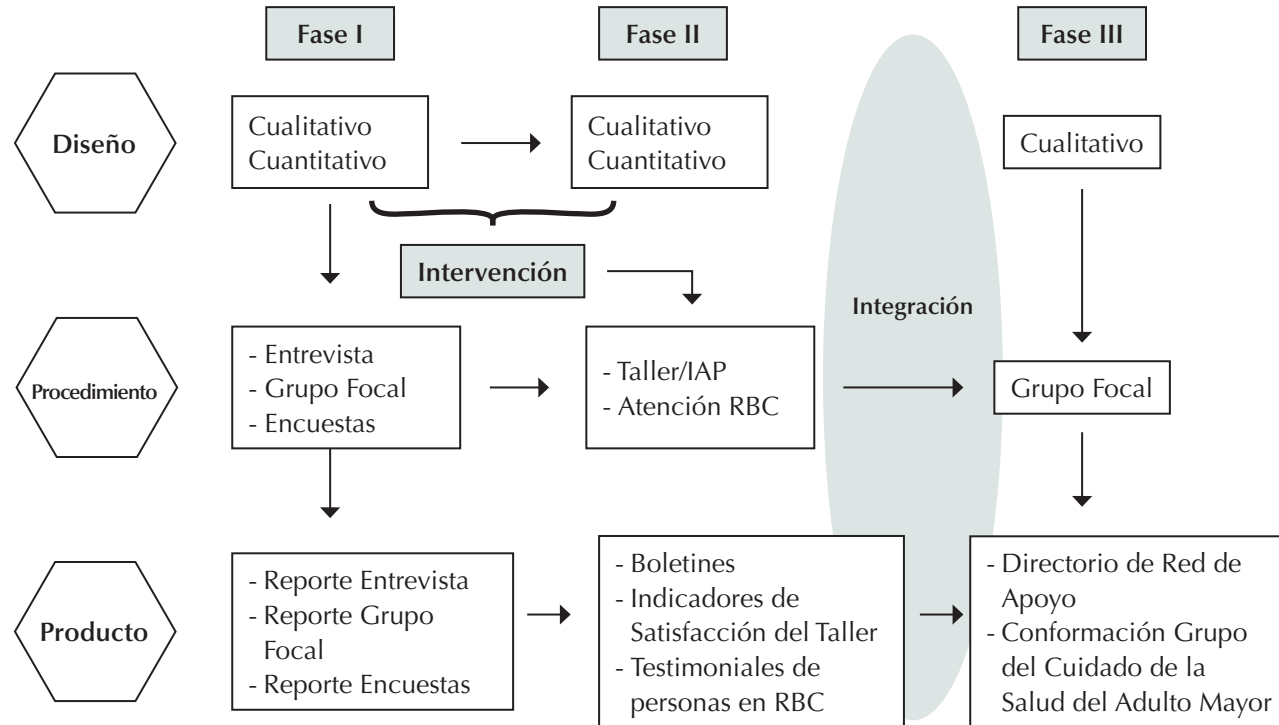 Fase I
Fase II
Fase III
Diseño
Cualitativo
Cuantitativo
Cualitativo
Cuantitativo
Cualitativo
Intervención
Integración
Procedimiento
- Entrevista
- Grupo Focal
- Encuestas
- Taller/IAP
- Atención RBC
Grupo Focal
Producto
- Reporte Entrevista
- Reporte Grupo
Focal
- Reporte Encuestas
- Boletines
- Indicadores de
Satisfacción del Taller
- Testimoniales de
personas en RBC
- Directorio de Red de
Apoyo
- Conformación Grupo
del Cuidado de la
Salud del Adulto Mayor